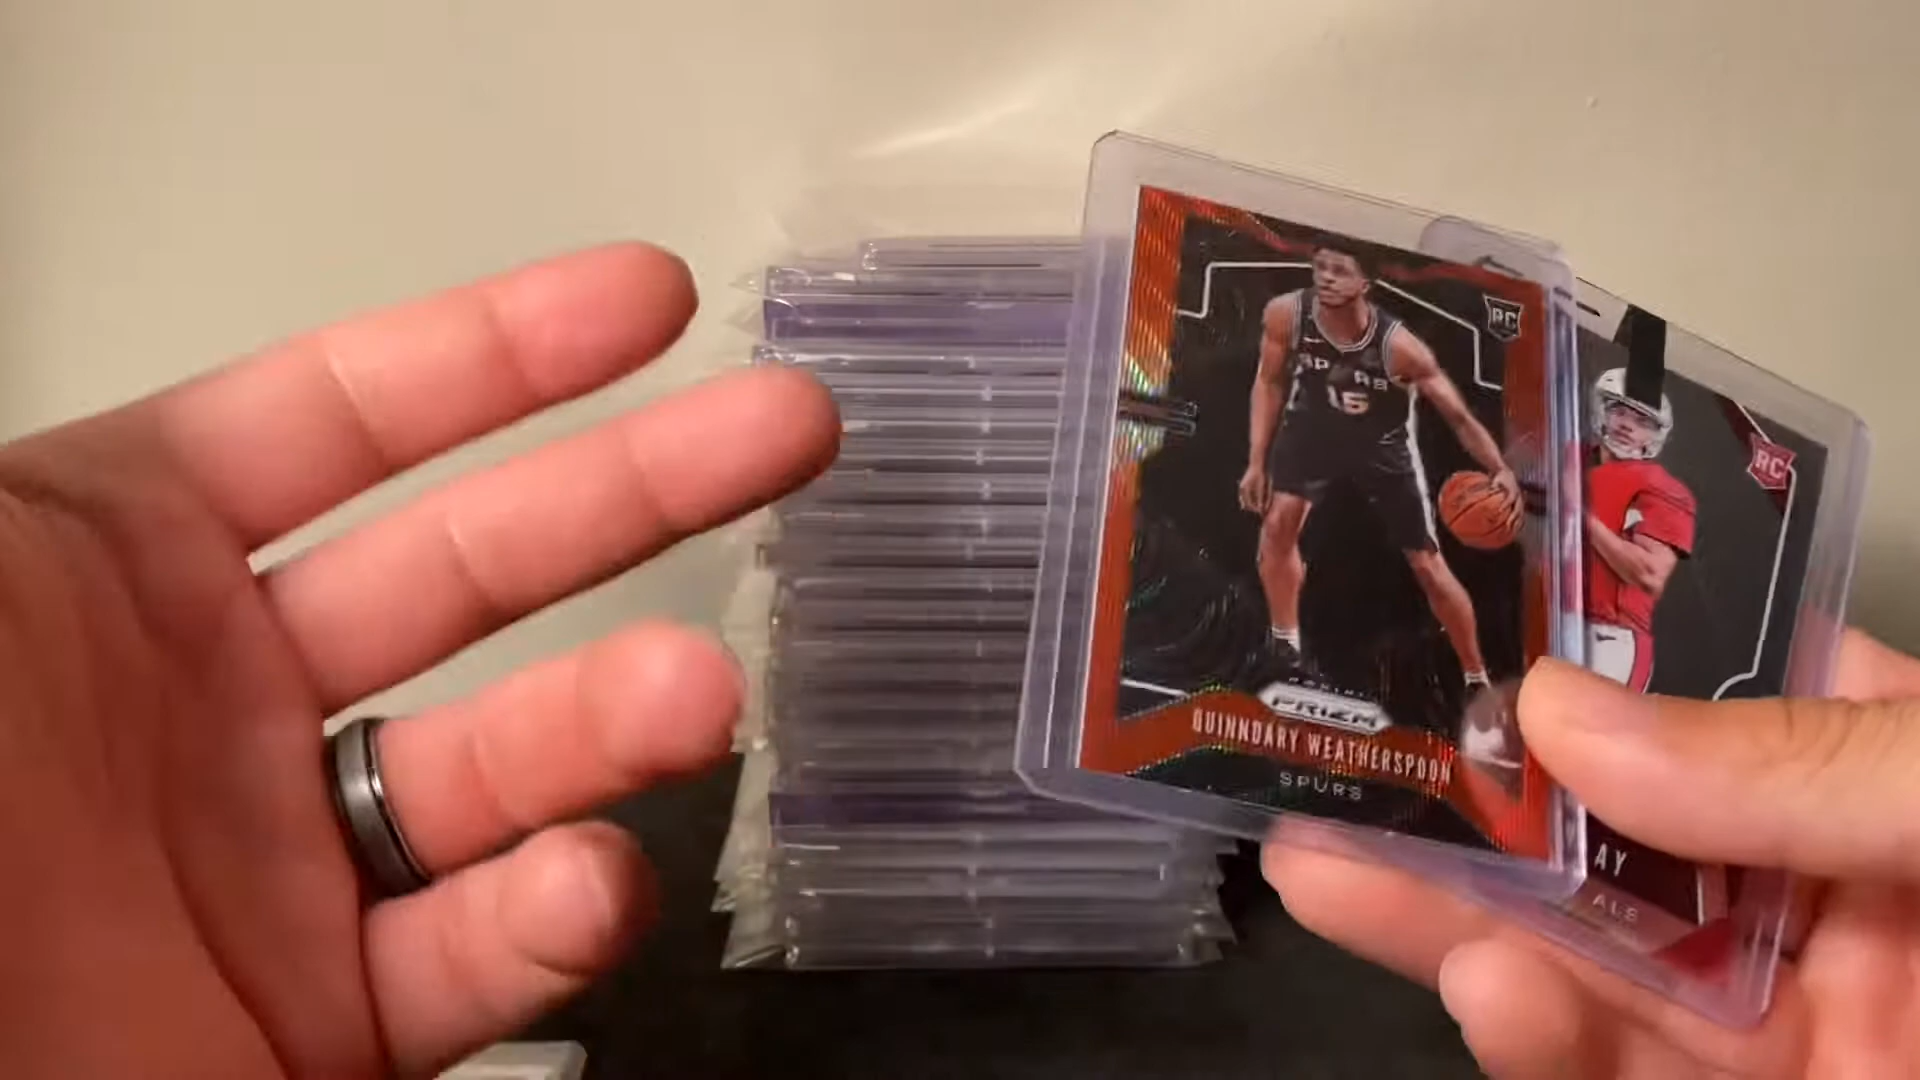 RC
SPURS
15
PANINI
PRIZM
QUINNDARY WEATHERSPOON
SPURS
RC
AY
ALS